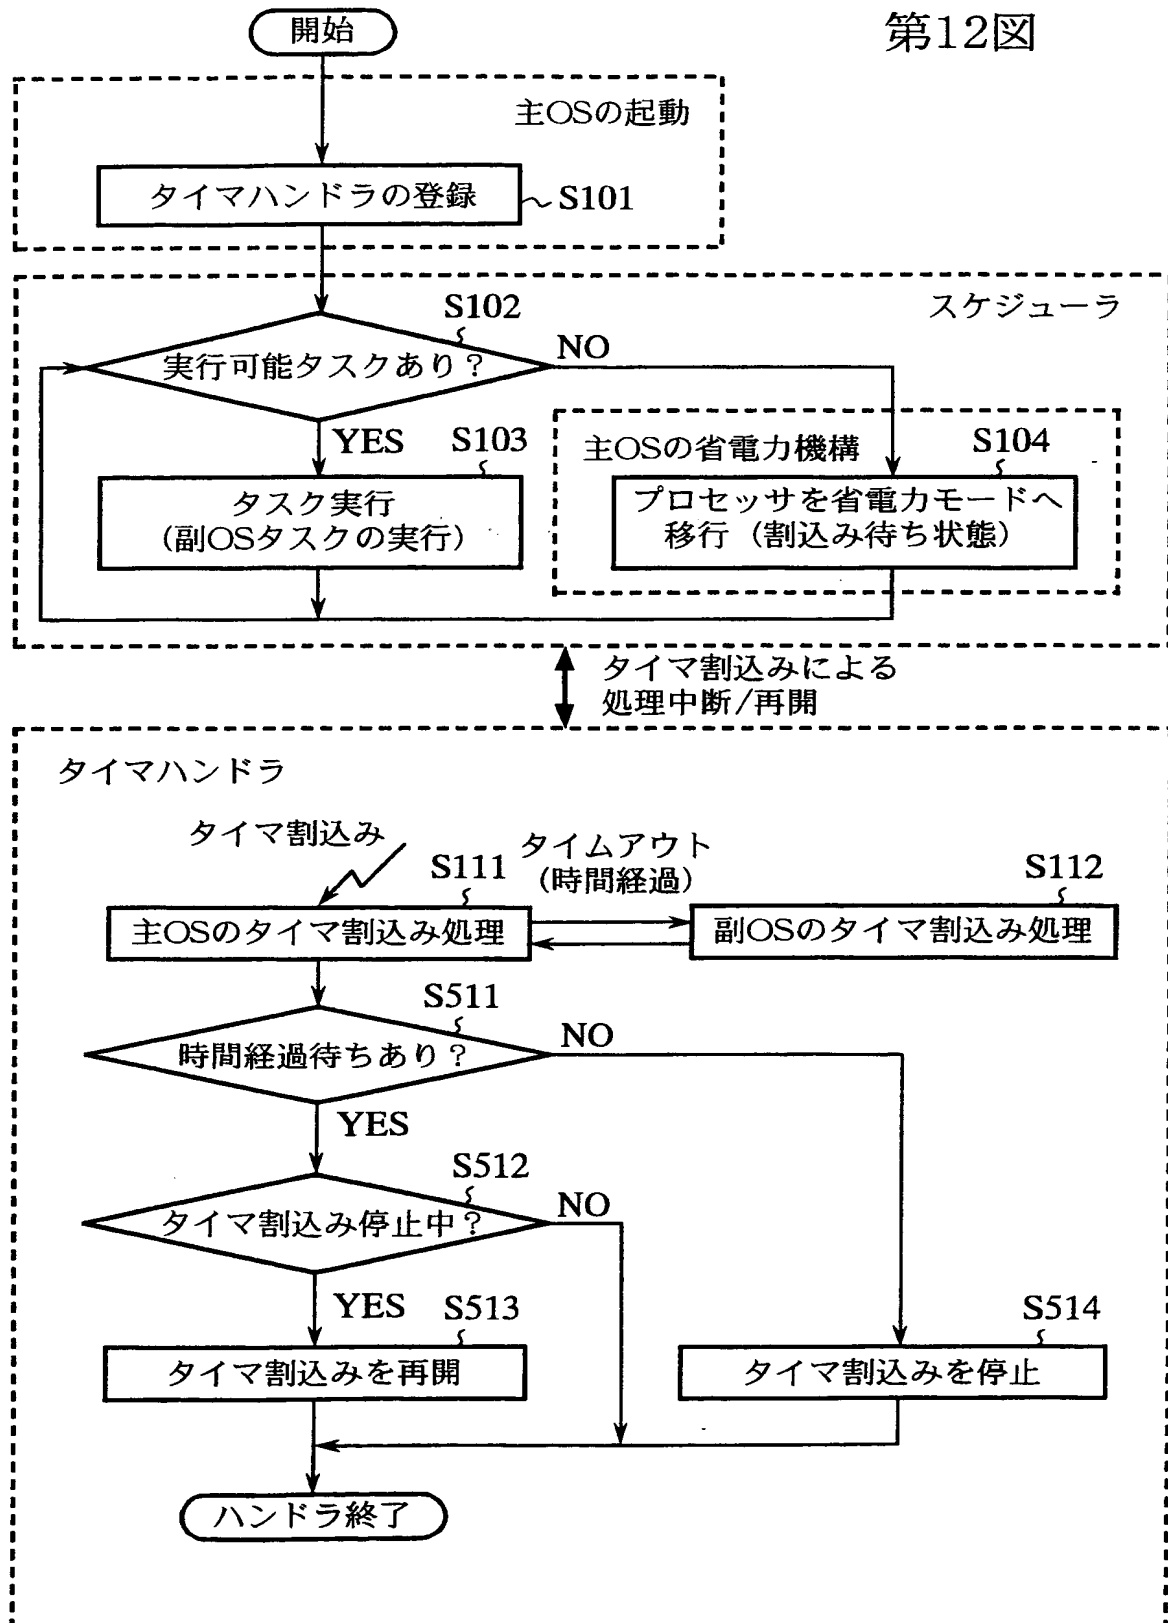 第12図
開始
主OSの起動
タイマハンドラの登録
S101
スケジューラ
S102
実行可能タスクあり?
NO
YES
S103
タスク実行
(副OSタスクの実行)
主OSの省電力機構
S104
プロセッサを省電力モードへ
移行(割込み待ち状態)
タイマ割込みによる
処理中断/再開
タイマハンドラ
タイマ割込み
S111
タイムアウト
(時間経過)
S112
主OSのタイマ割込み処理
副OSのタイマ割込み処理
S511
時間経過待ちあり?
NO
YES
S512
タイマ割込み停止中?
NO
YES
S513
タイマ割込みを再開
S514
タイマ割込みを停止
ハンドラ終了